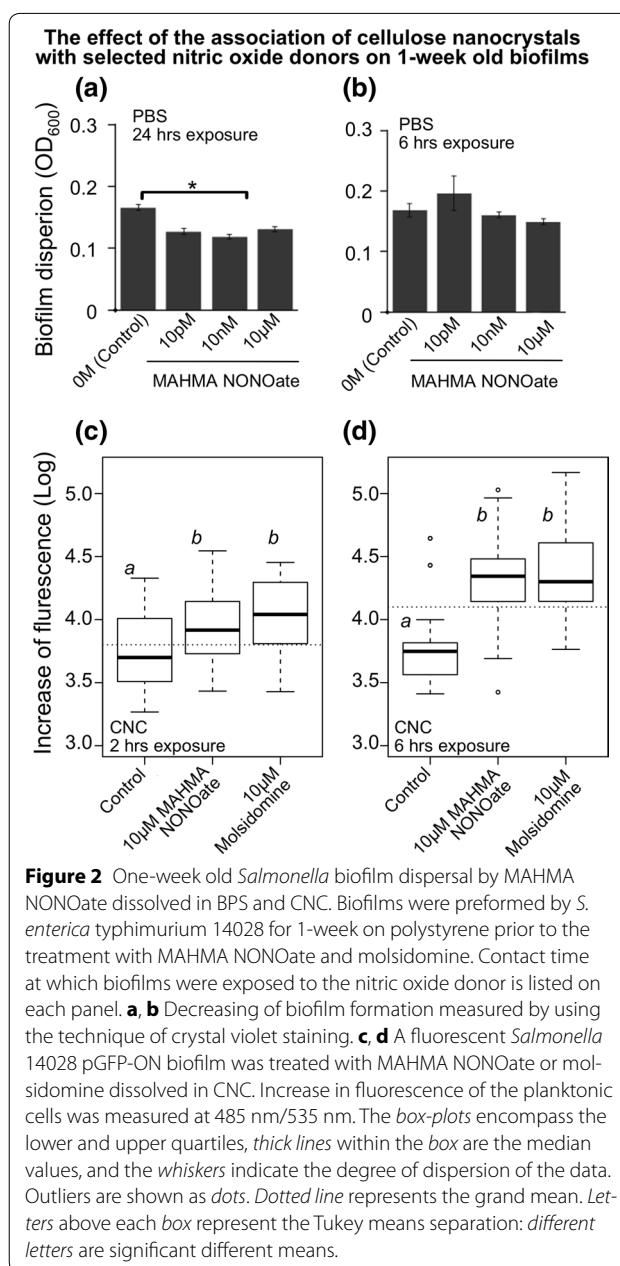 The effect of the association of cellulose nanocrystals
with selected nitric oxide donors on 1-week old biofilms
(a)
PBS
24 hrs exposure
Biofilm disperion (OD600)
0.3
0.2
0.1
0
*
0M (Control)
10pM
10nM
10µM
MAHMA NONOate
(b)
PBS
6 hrs exposure
0.3
0.2
0.1
0
0M (Control)
10pM
10nM
10µM
MAHMA NONOate
(c)
Increase of flurescence (Log)
5.0
4.5
4.0
3.5
3.0
a
b
b
CNC
2 hrs exposure
Control
10µM MAHMA
NONOate
10µM
Molsidomine
(d)
5.0
4.5
4.0
3.5
3.0
a
b
b
CNC
6 hrs exposure
Control
10µM MAHMA
NONOate
10µM
Molsidomine
Figure 2 One-week old Salmonella biofilm dispersal by MAHMA
NONOate dissolved in BPS and CNC. Biofilms were preformed by S.
enterica typhimurium 14028 for 1-week on polystyrene prior to the
treatment with MAHMA NONOate and molsidomine. Contact time
at which biofilms were exposed to the nitric oxide donor is listed on
each panel. a, b Decreasing of biofilm formation measured by using
the technique of crystal violet staining. c, d A fluorescent Salmonella
14028 pGFP-ON biofilm was treated with MAHMA NONOate or mol-
sidomine dissolved in CNC. Increase in fluorescence of the planktonic
cells was measured at 485 nm/535 nm. The box-plots encompass the
lower and upper quartiles, thick lines within the box are the median
values, and the whiskers indicate the degree of dispersion of the data.
Outliers are shown as dots. Dotted line represents the grand mean. Let-
ters above each box represent the Tukey means separation: different
letters are significant different means.